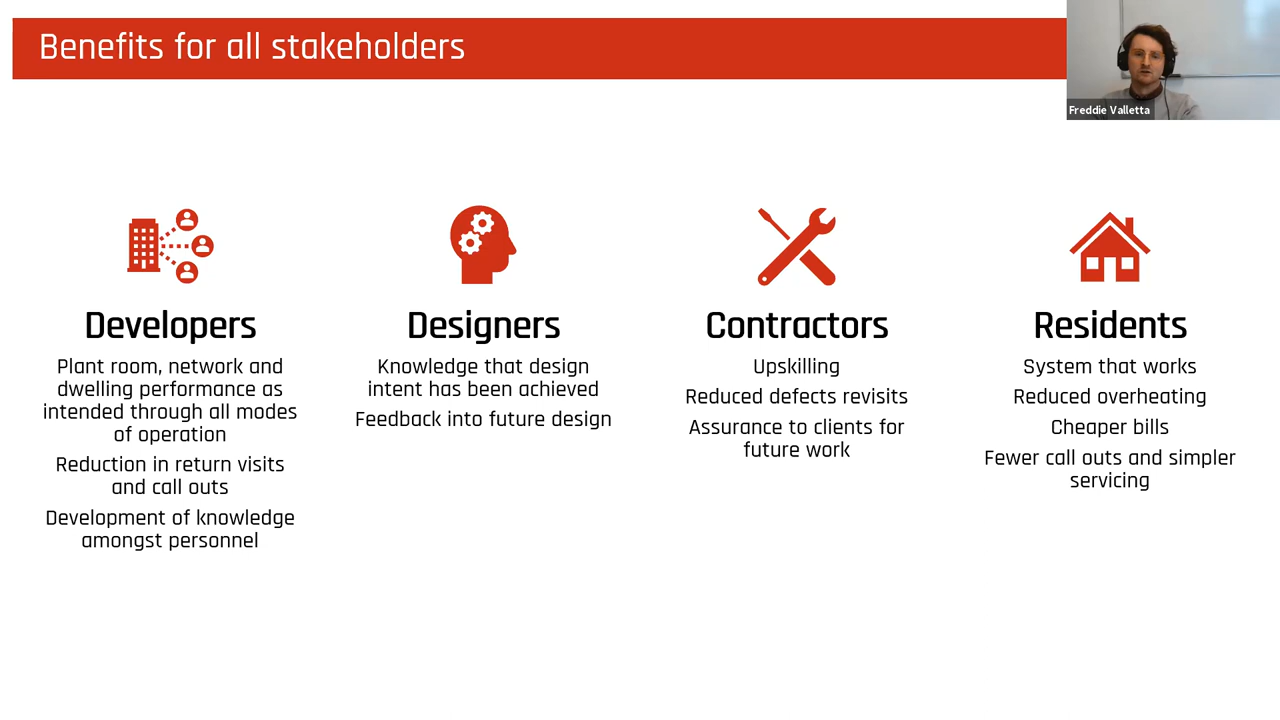 Benefits for all stakeholders
Freddie Valletta
Developers
Plant room, network and
dwelling performance as
intended through all modes
of operation
Reduction in return visits
and call outs
Development of knowledge
amongst personnel
Designers
Knowledge that design
intent has been achieved
Feedback into future design
Contractors
Upskilling
Reduced defects revisits
Assurance to clients for
future work
Residents
System that works
Reduced overheating
Cheaper bills
Fewer call outs and simpler
servicing